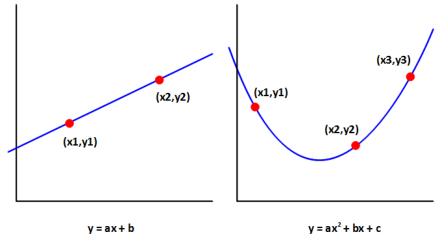 (x1,y1)
(x2,y2)
y = ax + b
(x1,y1)
(x2,y2)
(x3,y3)
y = ax² + bx + c